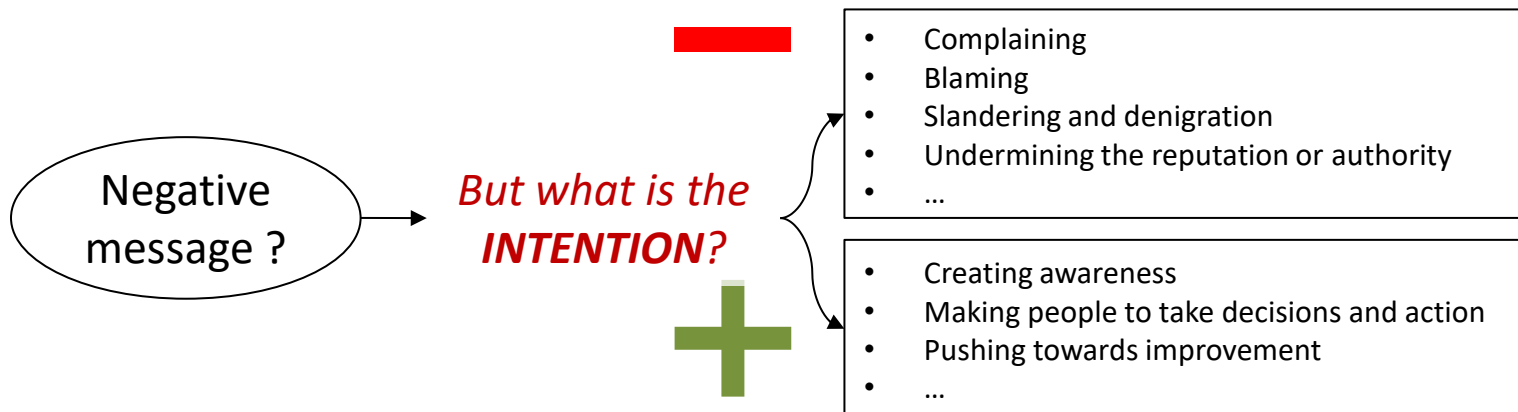 Negative
message ?
But what is the
INTENTION?
• Complaining
• Blaming
• Slandering and denigration
• Undermining the reputation or authority
• ...
• Creating awareness
• Making people to take decisions and action
• Pushing towards improvement
• ...